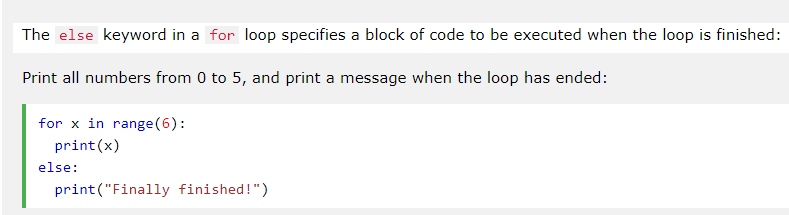 The else keyword in a for loop specifies a block of code to be executed when the loop is finished:
Print all numbers from 0 to 5, and print a message when the loop has ended:
for x in range(6):
  print(x)
else:
  print("Finally finished!")